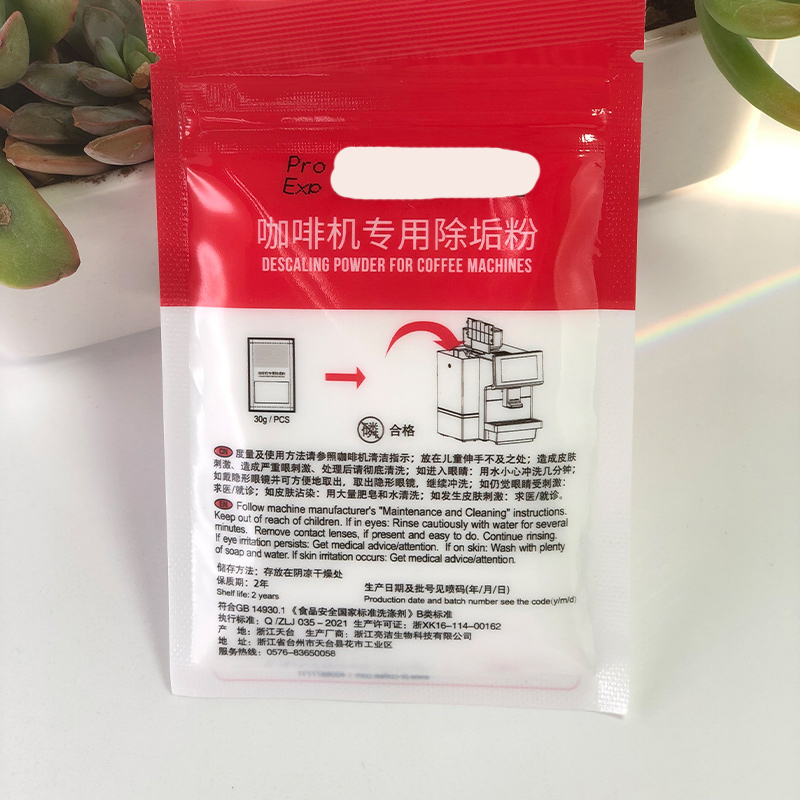 Pro
Exp
咖啡机专用除垢粉
DESCALING POWDER FOR COFFEE MACHINES
30g / PCS
磷 合格
CN 度量及使用方法请参照咖啡机清洁指示；放在儿童伸手不及之处；造成皮肤
刺激、造成严重眼刺激、处理后请彻底清洗；如进入眼睛：用水小心冲洗几分钟；
如戴隐形眼镜并可方便地取出，取出隐形眼镜，继续冲洗；如仍觉眼睛受刺激：
求医/就诊；如皮肤沾染：用大量肥皂和水清洗；如发生皮肤刺激：求医/就诊。
EN Follow machine manufacturer's "Maintenance and Cleaning" instructions.
Keep out of reach of children. If in eyes: Rinse cautiously with water for several
minutes. Remove contact lenses, if present and easy to do. Continue rinsing.
If eye irritation persists: Get medical advice/attention. If on skin: Wash with plenty
of soap and water. If skin irritation occurs: Get medical advice/attention.
储存方法：存放在阴凉干燥处
保质期：2年 生产日期及批号见喷码(年/月/日)
Shelf life: 2 years Production date and batch number see the code(y/m/d)
符合GB 14930.1《食品安全国家标准洗涤剂》B类标准
执行标准：Q /ZLJ 035 - 2021 生产许可证：浙XK16-114-00162
产 地：浙江天台 生产厂商：浙江亮洁生物科技有限公司
地 址：浙江省台州市天台县花市工业区
服务热线：0576-83650058